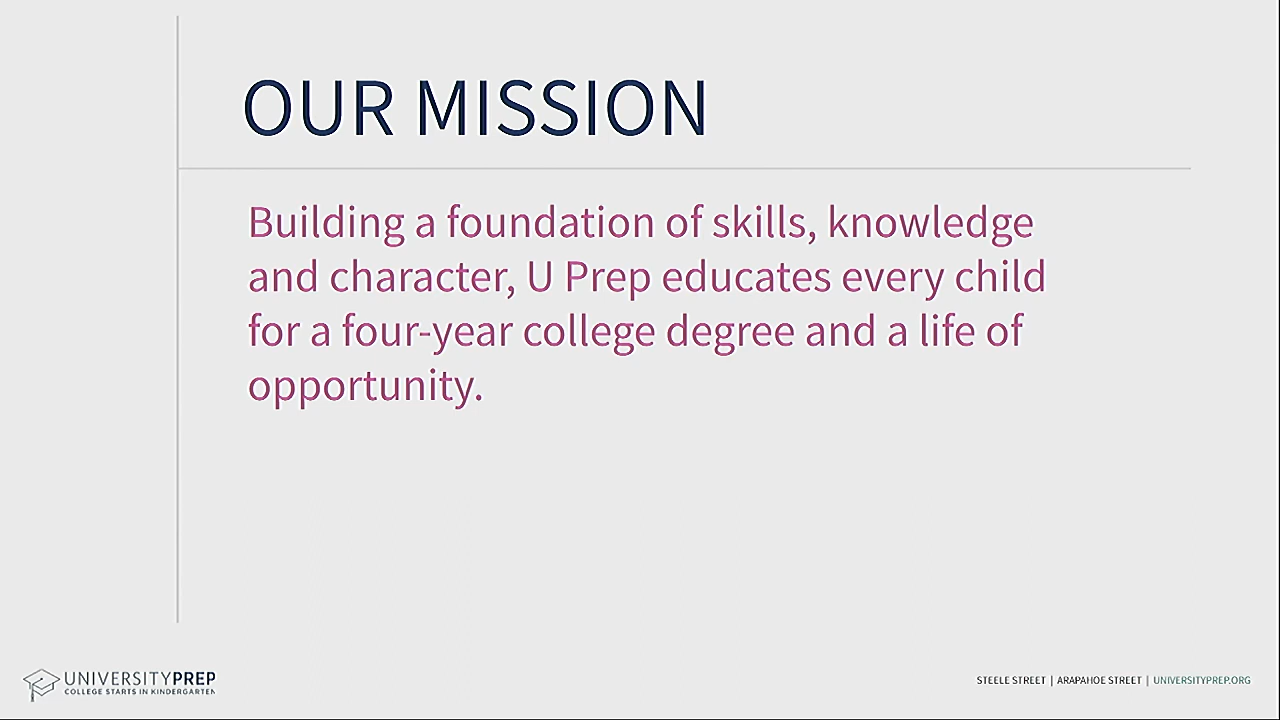 OUR MISSION
Building a foundation of skills, knowledge
and character, U Prep educates every child
for a four-year college degree and a life of
opportunity.
UNIVERSITYPREP
COLLEGE STARTS IN KINDERGARTEN
STEELE STREET | ARAPAHOE STREET | UNIVERSITYPREP.ORG